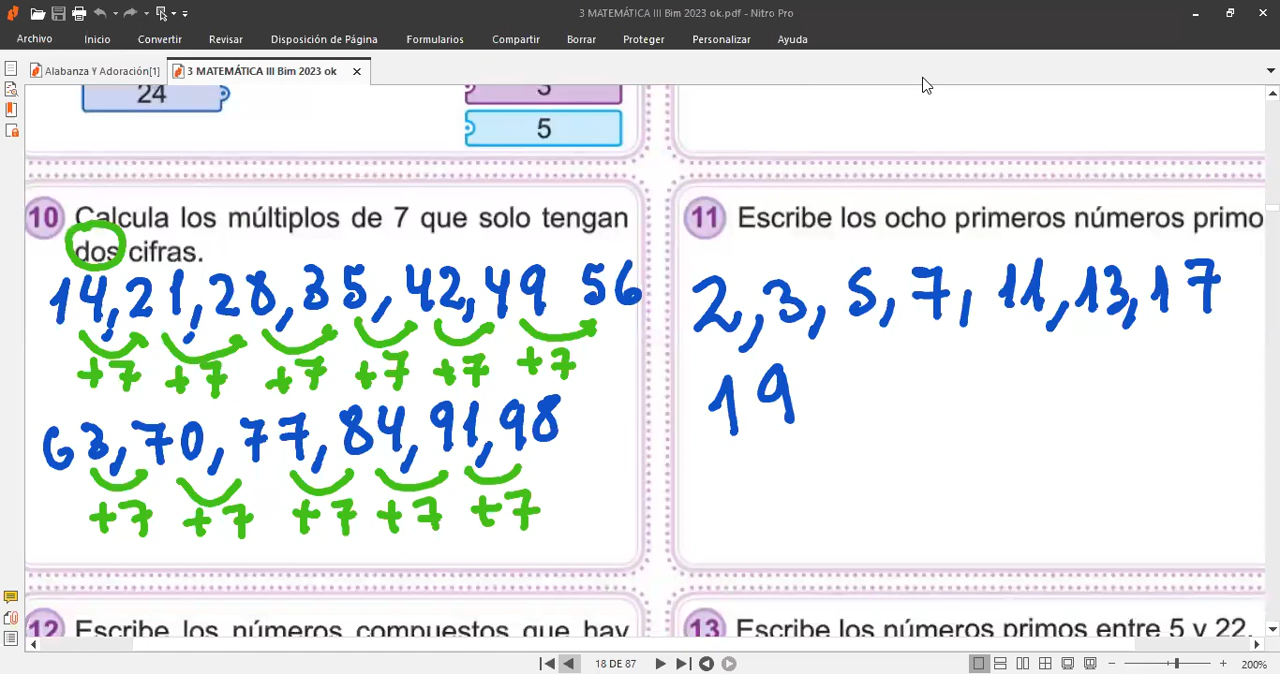 3 MATEMÁTICA III Bim 2023 ok.pdf - Nitro Pro
Archivo Inicio Convertir Revisar Disposición de Página Formularios Compartir Borrar Proteger Personalizar Ayuda
Alabanza Y Adoración[1] 3 MATEMÁTICA III Bim 2023 ok
24
3
5
10 Calcula los múltiplos de 7 que solo tengan
dos cifras.
14, 21, 28, 35, 42, 49 56
+7 +7 +7 +7 +7 +7
63, 70, 77, 84, 91, 98
+7 +7 +7 +7 +7
11 Escribe los ocho primeros números primo
2, 3, 5, 7, 11, 13, 17
19
12 Escribe los números compuestos que hay
13 Escribe los números primos entre 5 y 22.
18 DE 87
200%